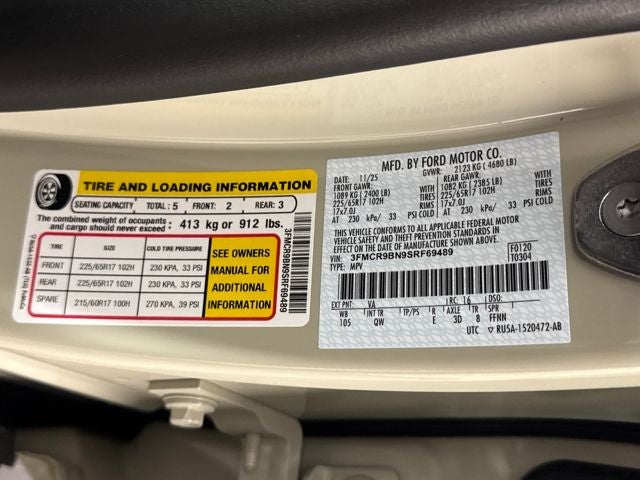 TIRE AND LOADING INFORMATION
SEATING CAPACITY TOTAL: 5 FRONT: 2 REAR: 3
The combined weight of occupants and cargo should never exceed : 413 kg or 912 lbs.
TIRE SIZE COLD TIRE PRESSURE
FRONT 225/65R17 102H 230 KPA, 33 PSI
REAR 225/65R17 102H 230 KPA, 33 PSI
SPARE 215/60R17 100H 270 KPA, 39 PSI
SEE OWNERS
MANUAL FOR
ADDITIONAL
INFORMATION
3FMCR9BN9SRF69489
MFD. BY FORD MOTOR CO.
DATE: 11/25 GVWR: 2123 KG (4680 LB)
FRONT GAWR: REAR GAWR:
1089 KG (2400 LB) WITH 1082 KG (2385 LB) WITH
225/65R17 102H TIRES 225/65R17 102H TIRES
17x7.0J RIMS 17x7.0J RIMS
AT 230 kPa/ 33 PSI COLD AT 230 kPa/ 33 PSI COLD
THIS VEHICLE CONFORMS TO ALL APPLICABLE FEDERAL MOTOR
VEHICLE SAFETY AND THEFT PREVENTION STANDARDS IN
EFFECT ON THE DATE OF MANUFACTURE SHOWN ABOVE.
VIN: 3FMCR9BN9SRF69489 F0120
TYPE: MPV T0304
EXT PNT: VA RC: 16 DSO:
WB INT TR TP/PS R AXLE TR SPR
105 QW E 3D 8 FFNN
UTC RU5A-1520472-AB